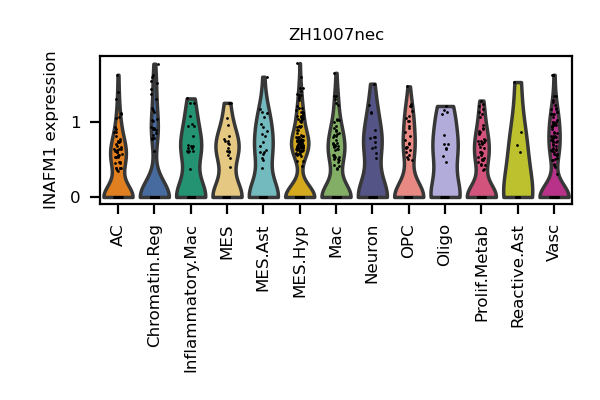 ZH1007nec
INAFM1 expression
1
0
AC
Chromatin.Reg
Inflammatory.Mac
MES
MES.Ast
MES.Hyp
Mac
Neuron
OPC
Oligo
Prolif.Metab
Reactive.Ast
Vasc